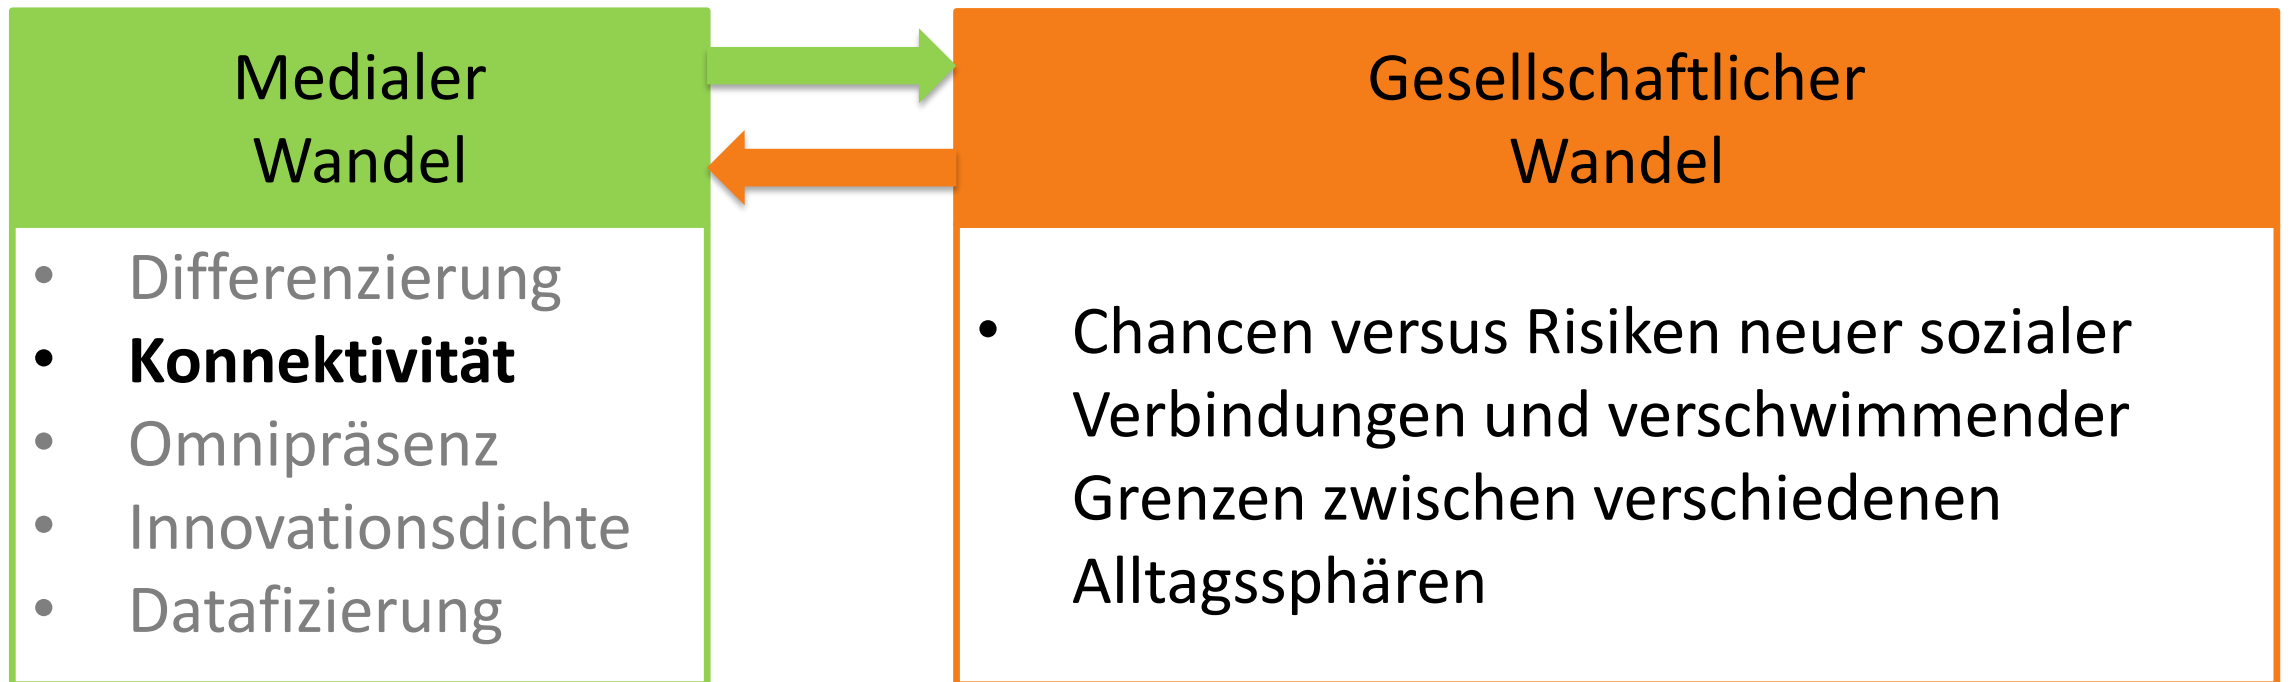 Medialer
Wandel
• Differenzierung
• Konnektivität
• Omnipräsenz
• Innovationsdichte
• Datafizierung
Gesellschaftlicher
Wandel
• Chancen versus Risiken neuer sozialer
Verbindungen und verschwimmender
Grenzen zwischen verschiedenen
Alltagssphären